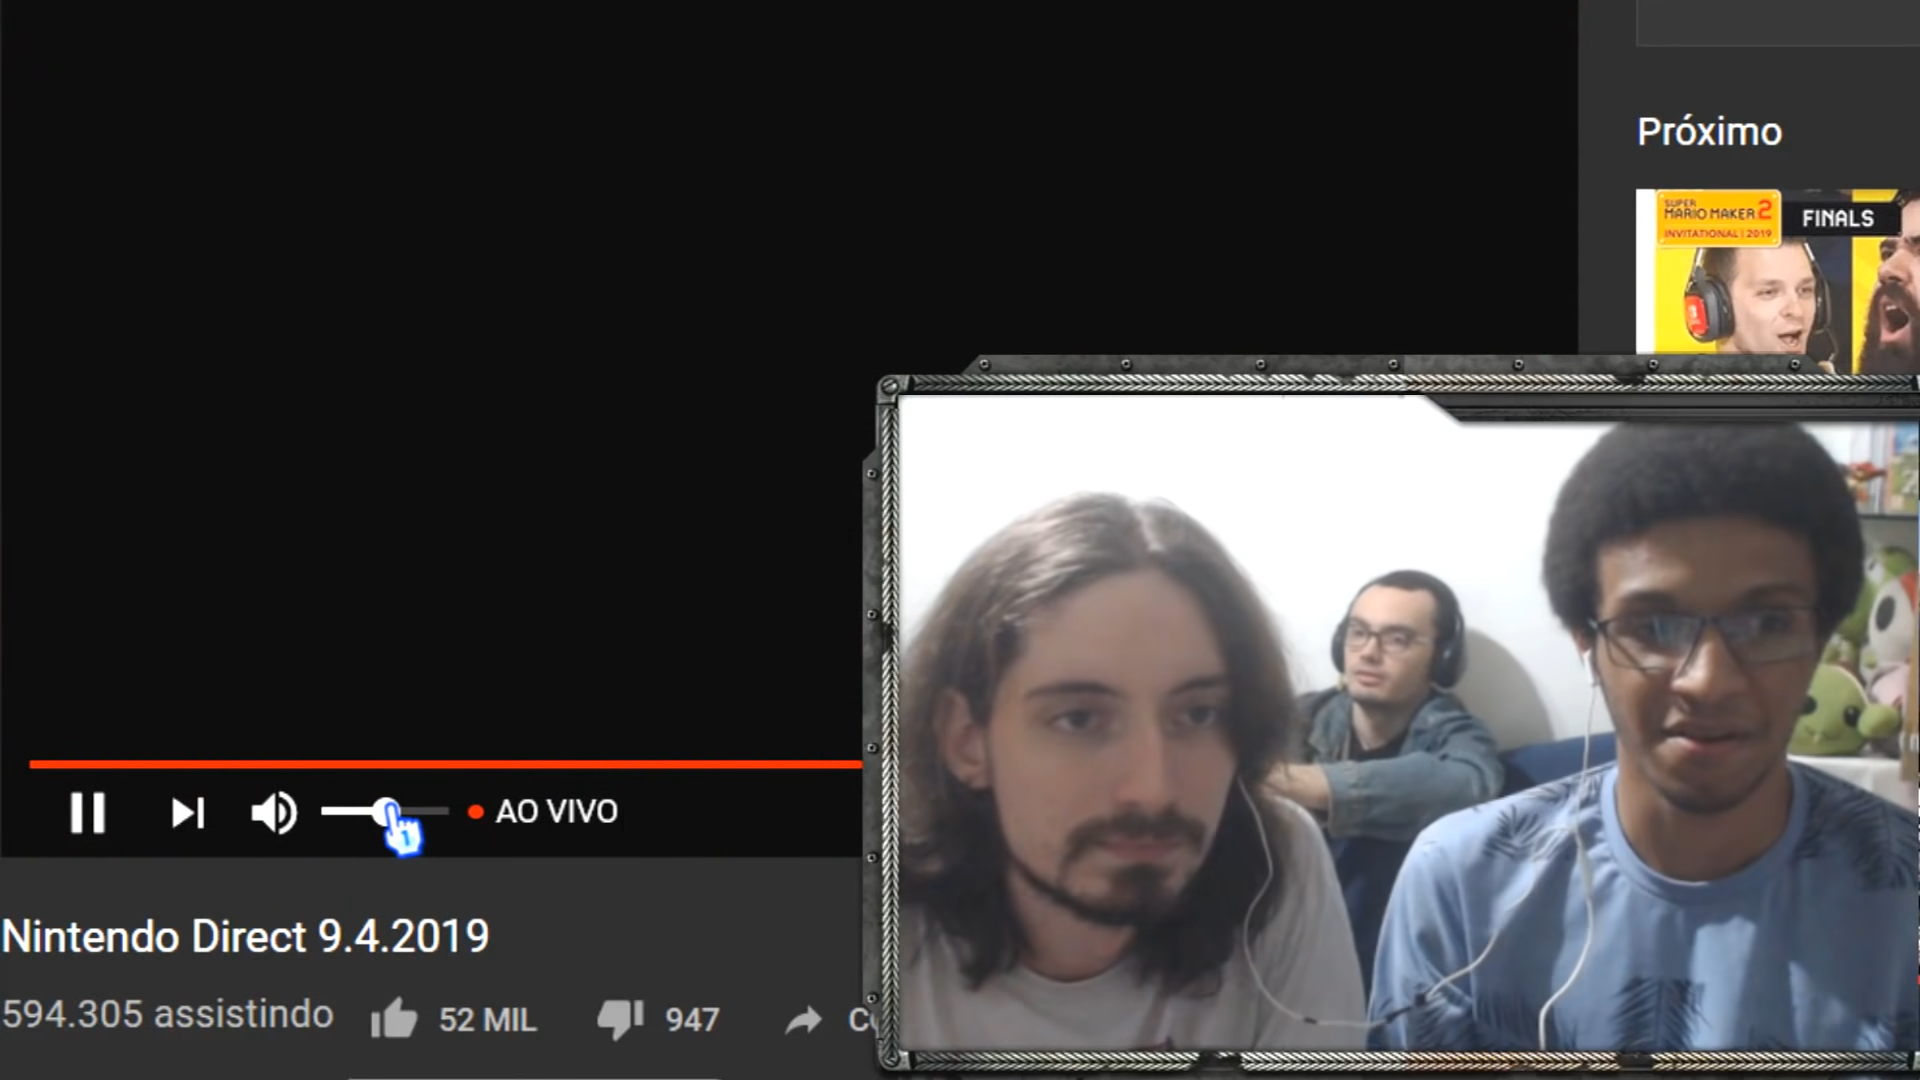 Próximo
SUPER
MARIO MAKER 2
INVITATIONAL | 2019
FINALS
AO VIVO
1
Nintendo Direct 9.4.2019
594.305 assistindo
52 MIL
947